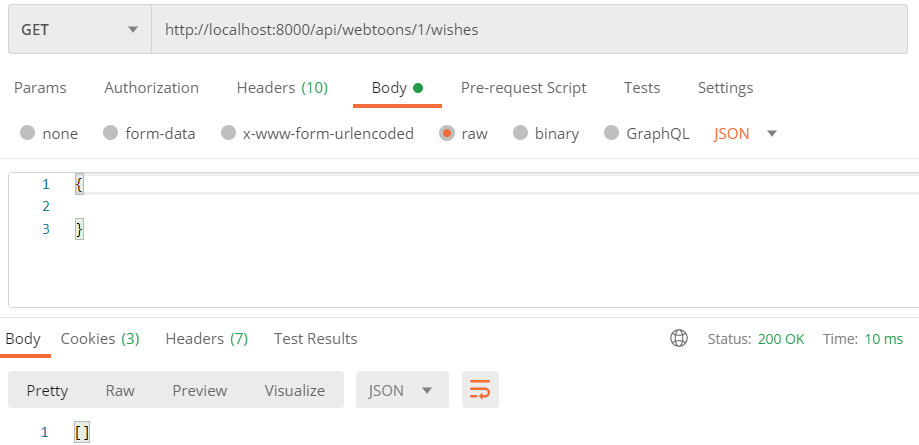 GET http://localhost:8000/api/webtoons/1/wishes
Params Authorization Headers (10) Body Pre-request Script Tests Settings
none form-data x-www-form-urlencoded raw binary GraphQL JSON
1 {
2
3 }
Body Cookies (3) Headers (7) Test Results Status: 200 OK Time: 10 ms
Pretty Raw Preview Visualize JSON
1 []